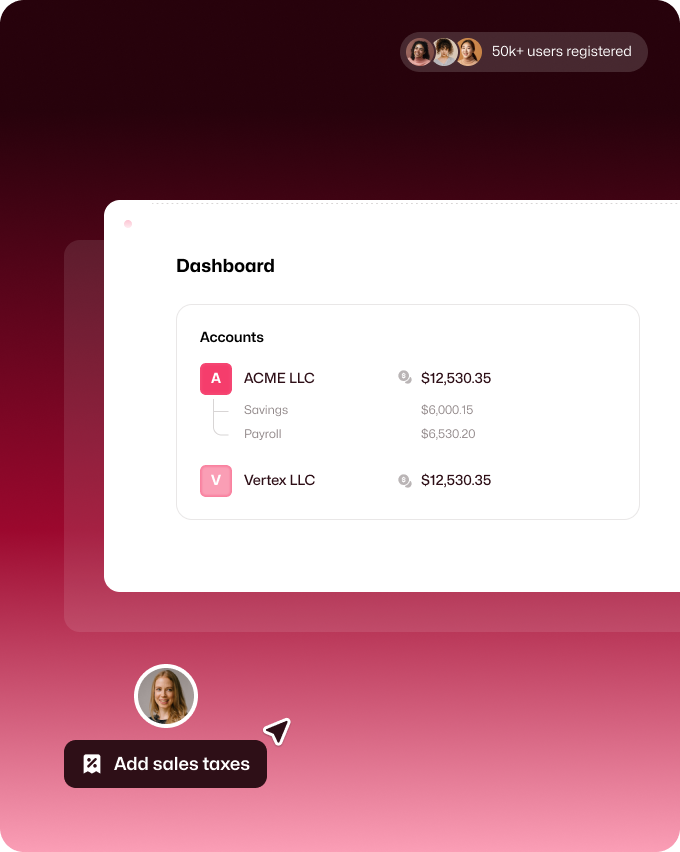 50k+ users registered
Dashboard
Accounts
A ACME LLC $12,530.35
Savings $6,000.15
Payroll $6,530.20
V Vertex LLC $12,530.35
Add sales taxes